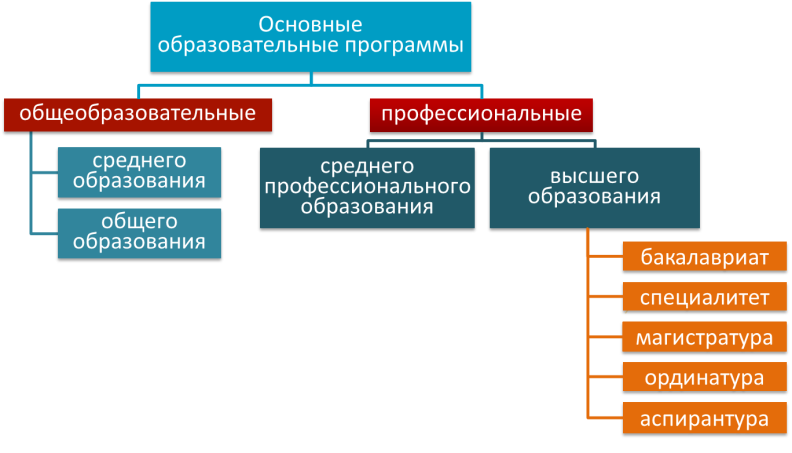 Основные
образовательные программы
общеобразовательные
профессиональные
среднего
образования
общего
образования
среднего
профессионального
образования
высшего
образования
бакалавриат
специалитет
магистратура
ординатура
аспирантура